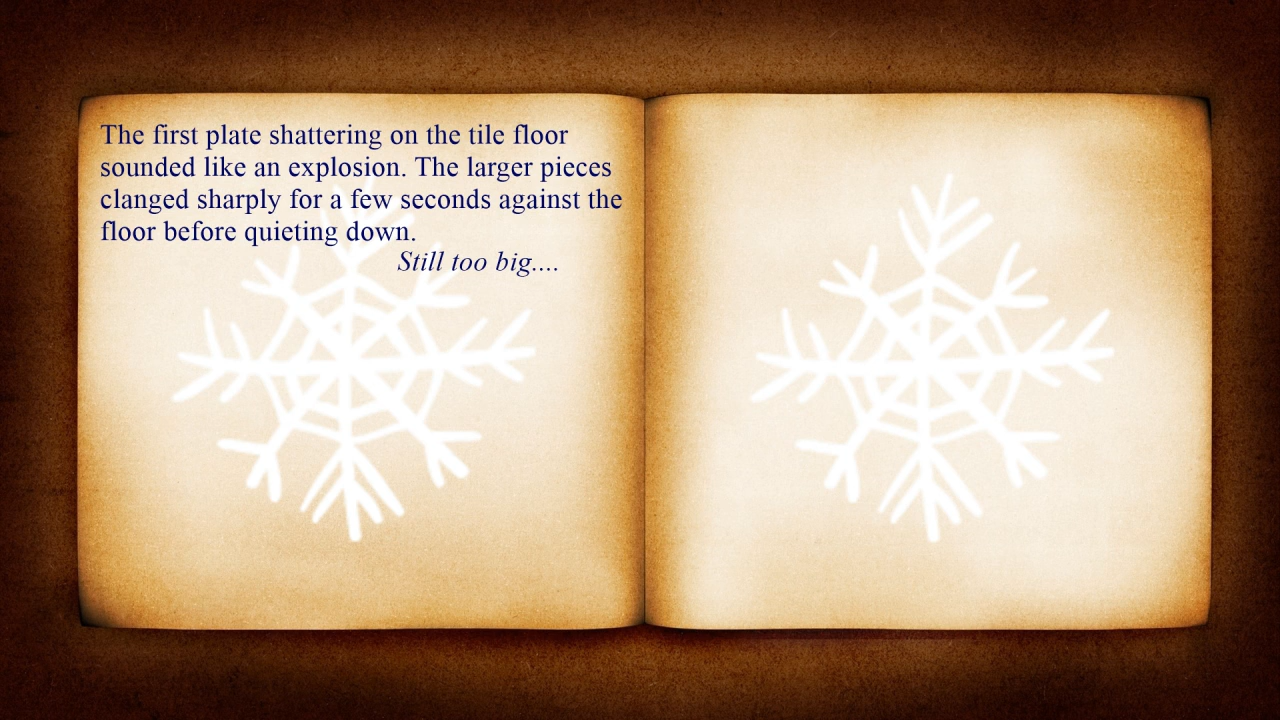 The first plate shattering on the tile floor
sounded like an explosion. The larger pieces
clanged sharply for a few seconds against the
floor before quieting down.
Still too big....